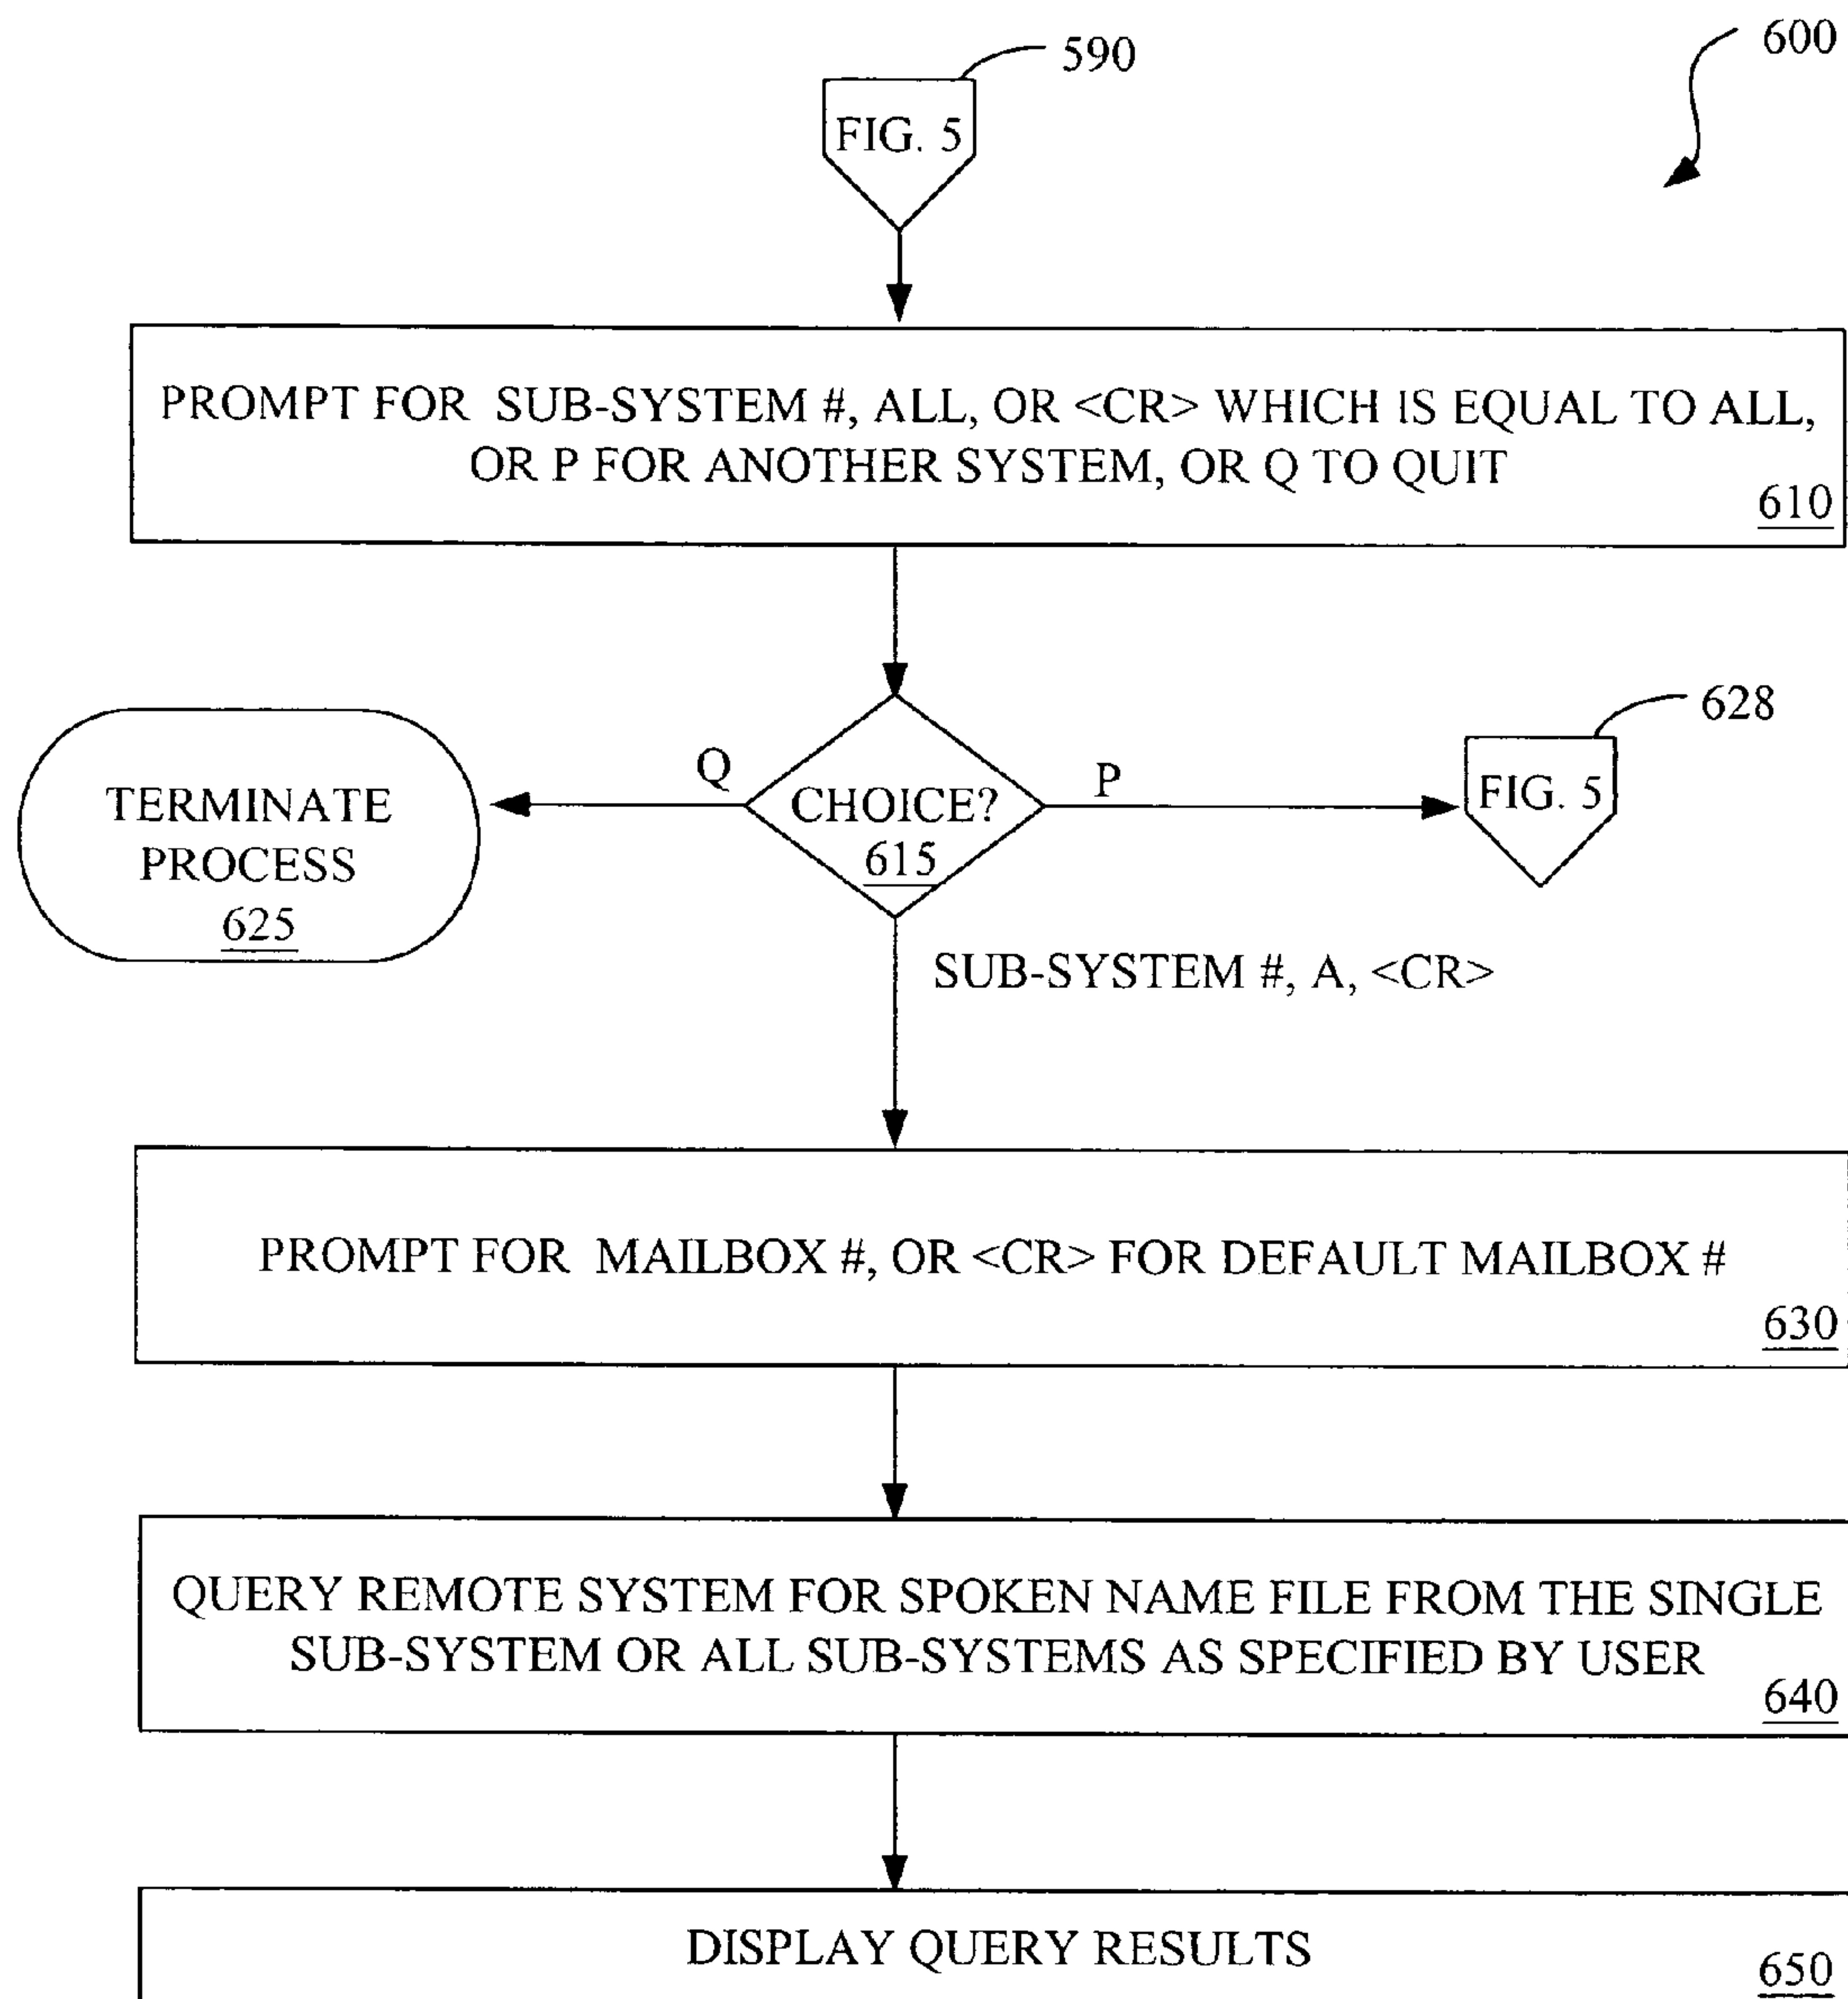 600
590
FIG. 5
PROMPT FOR SUB-SYSTEM #, ALL, OR <CR> WHICH IS EQUAL TO ALL,
OR P FOR ANOTHER SYSTEM, OR Q TO QUIT
610
628
Q
P
FIG. 5
CHOICE?
615
TERMINATE
PROCESS
625
SUB-SYSTEM #, A, <CR>
PROMPT FOR MAILBOX #, OR <CR> FOR DEFAULT MAILBOX #
630
QUERY REMOTE SYSTEM FOR SPOKEN NAME FILE FROM THE SINGLE
SUB-SYSTEM OR ALL SUB-SYSTEMS AS SPECIFIED BY USER
640
DISPLAY QUERY RESULTS
650